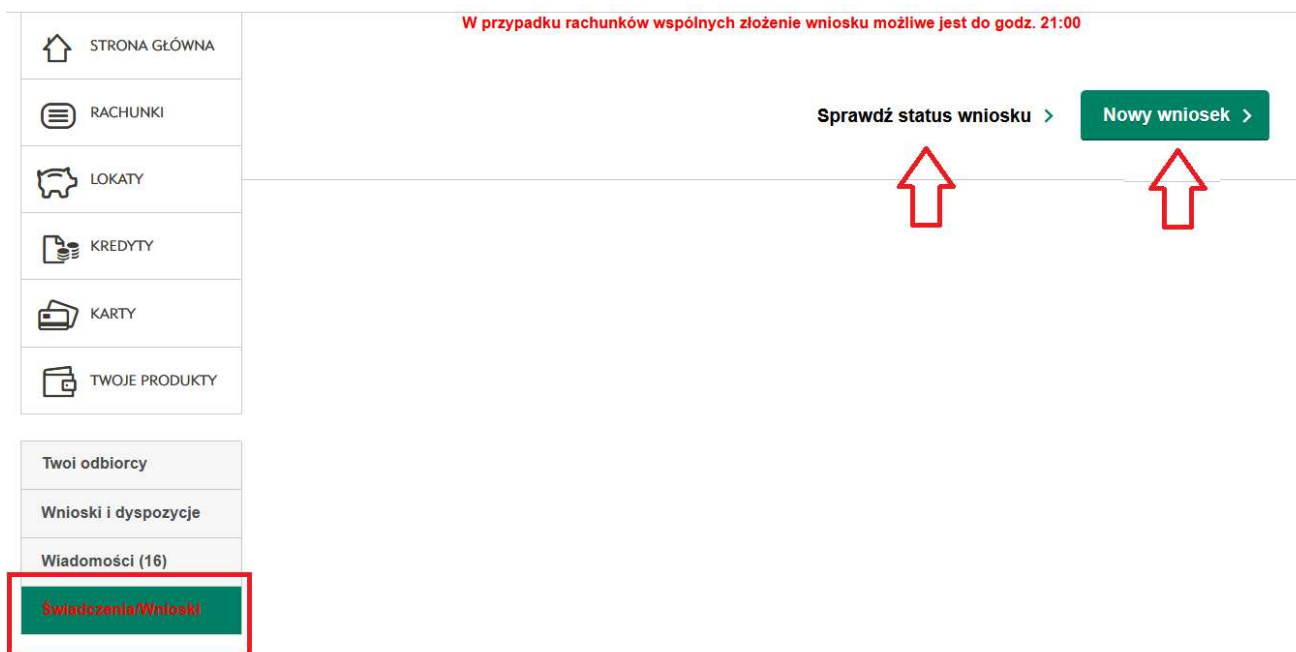 W przypadku rachunków wspólnych złożenie wniosku możliwe jest do godz. 21:00
STRONA GŁÓWNA
RACHUNKI
Sprawdź status wniosku >
Nowy wniosek >
LOKATY
KREDYTY
KARTY
TWOJE PRODUKTY
Twoi odbiorcy
Wnioski i dyspozycje
Wiadomości (16)
Świadczenia/Wnioski